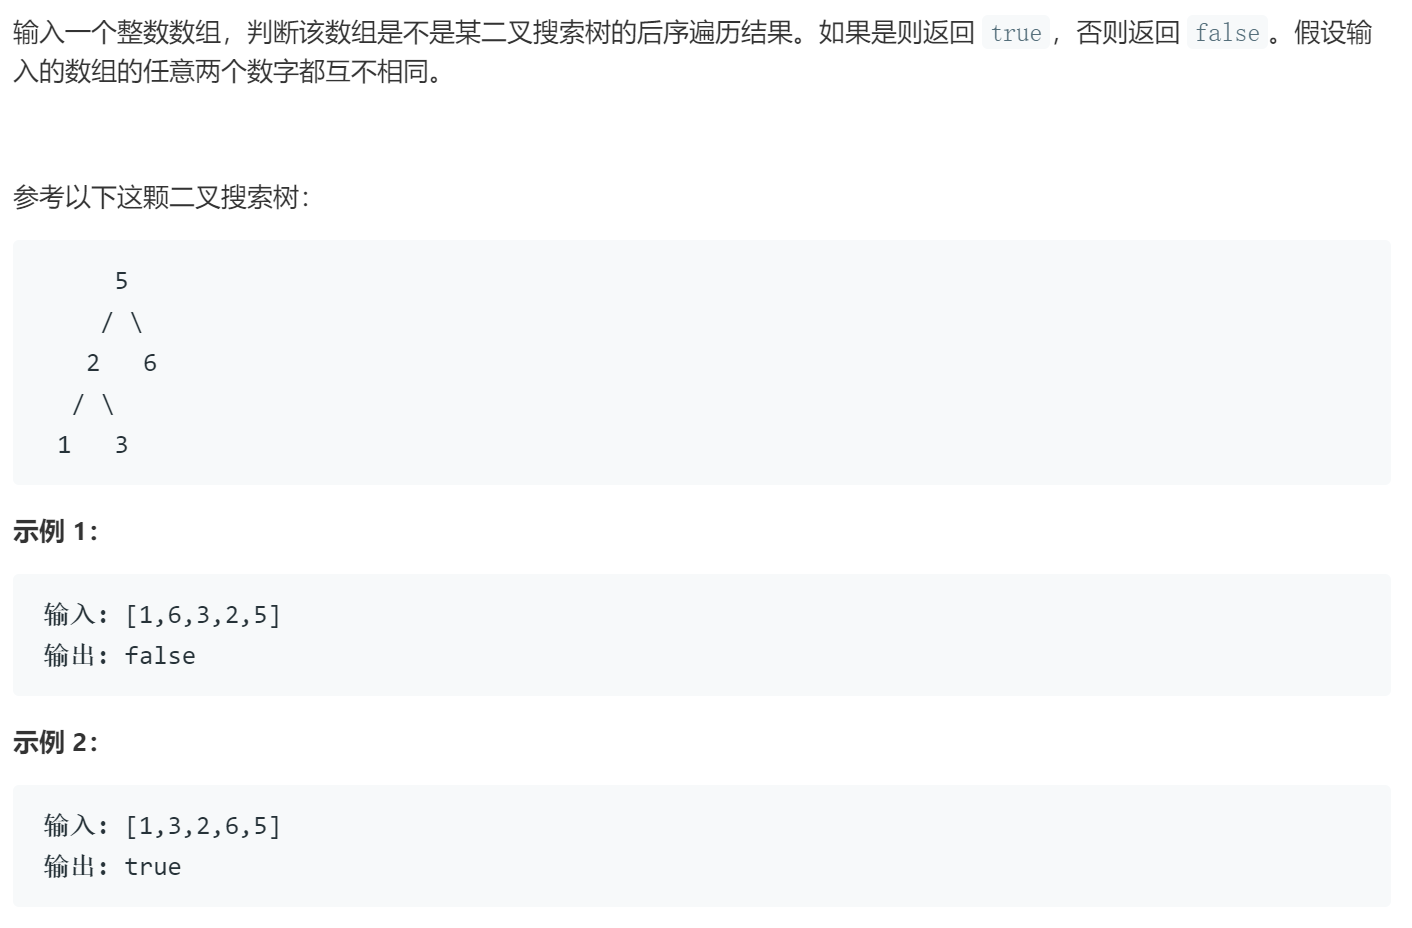 输入一个整数数组，判断该数组是不是某二叉搜索树的后序遍历结果。如果是则返回 true，否则返回 false。假设输
入的数组的任意两个数字都互不相同。
参考以下这颗二叉搜索树：
5
/ \
2 6
/ \
1 3
示例 1：
输入: [1,6,3,2,5]
输出: false
示例 2：
输入: [1,3,2,6,5]
输出: true